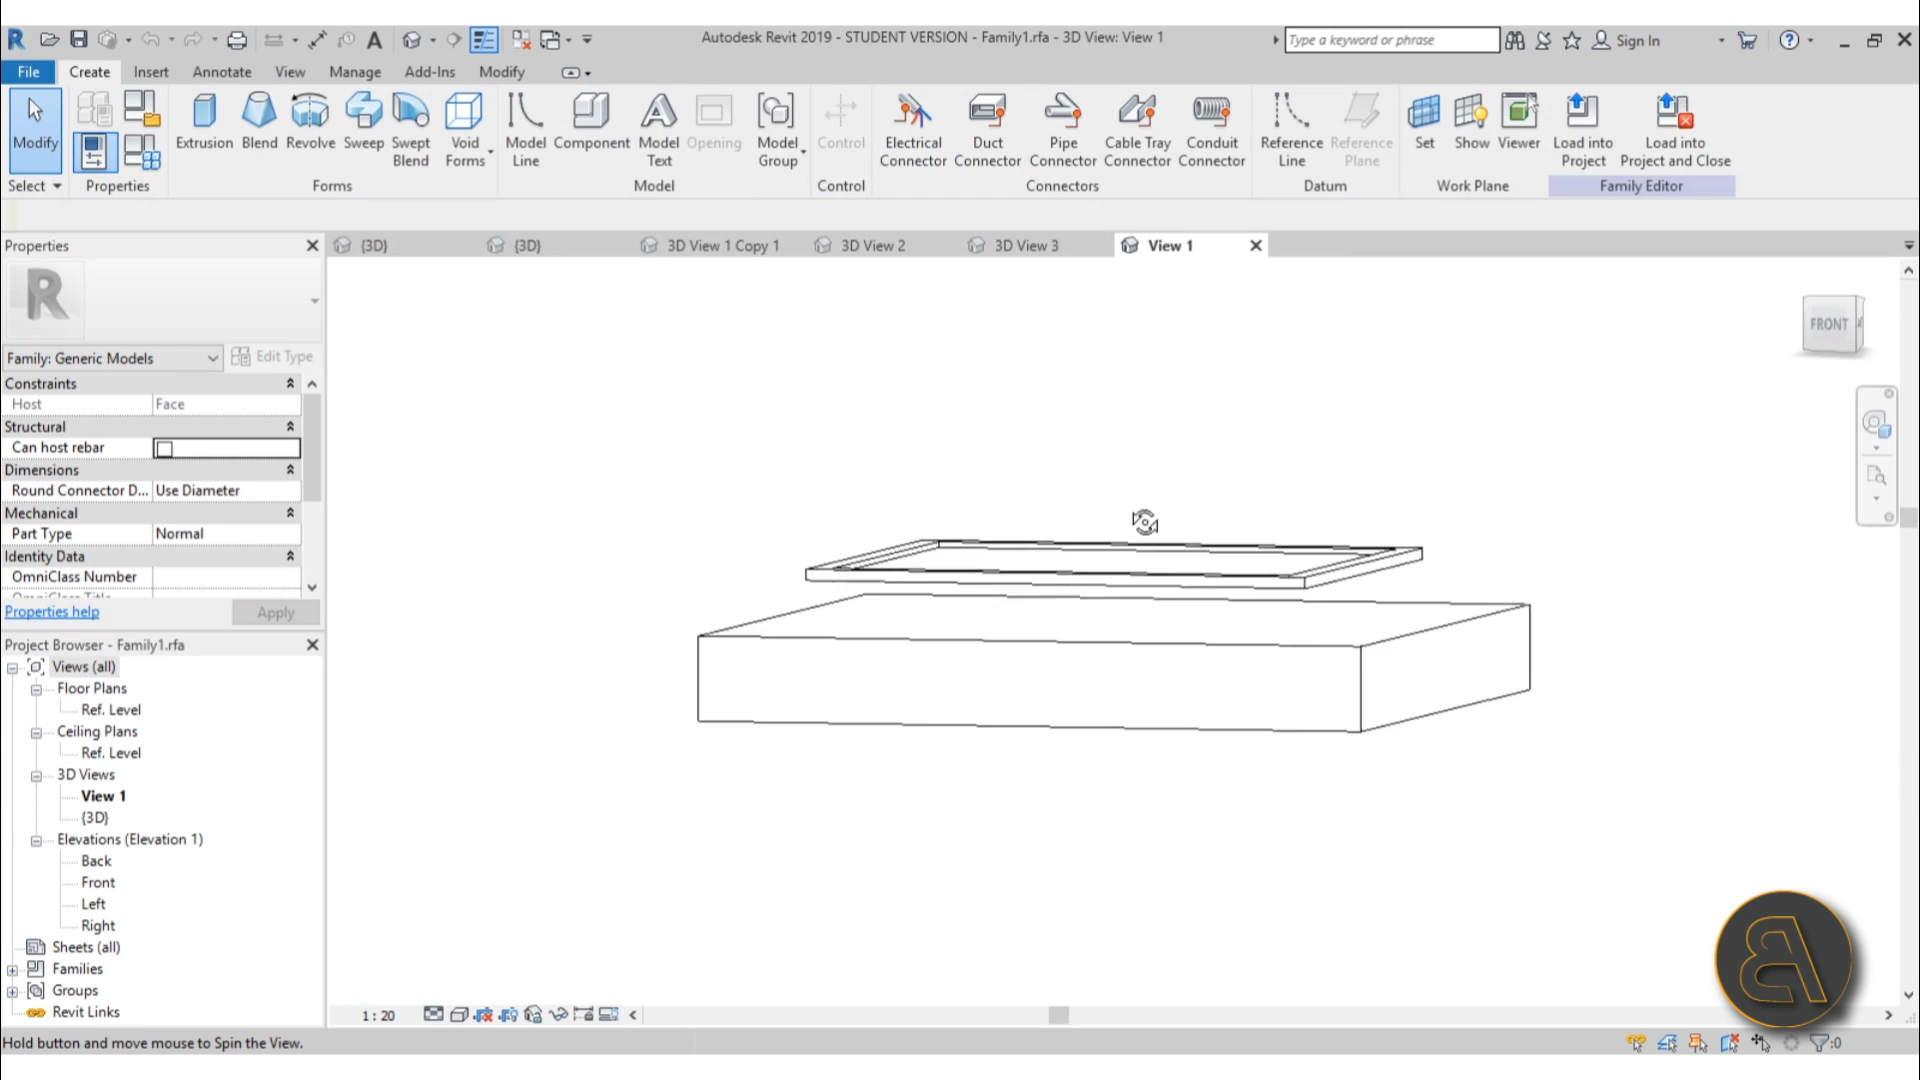 Autodesk Revit 2019 - STUDENT VERSION - Family1.rfa - 3D View: View 1
Type a keyword or phrase
Sign In
File Create Insert Annotate View Manage Add-Ins Modify
Modify
Extrusion Blend Revolve Sweep Swept Blend Void Forms
Model Line Component Model Text Opening Model Group
Control
Electrical Connector Duct Connector Pipe Connector Cable Tray Connector Conduit Connector
Reference Line Reference Plane
Set Show Viewer
Load into Project Load into Project and Close
Select Properties Forms Model Control Connectors Datum Work Plane Family Editor
Properties
{3D} {3D} 3D View 1 Copy 1 3D View 2 3D View 3 View 1
R
FRONT
Family: Generic Models Edit Type
Constraints
Host Face
Structural
Can host rebar
Dimensions
Round Connector D... Use Diameter
Mechanical
Part Type Normal
Identity Data
OmniClass Number
Properties help Apply
Project Browser - Family1.rfa
Views (all)
Floor Plans
Ref. Level
Ceiling Plans
Ref. Level
3D Views
View 1
{3D}
Elevations (Elevation 1)
Back
Front
Left
Right
Sheets (all)
Families
Groups
Revit Links
1 : 20
Hold button and move mouse to Spin the View.
:0